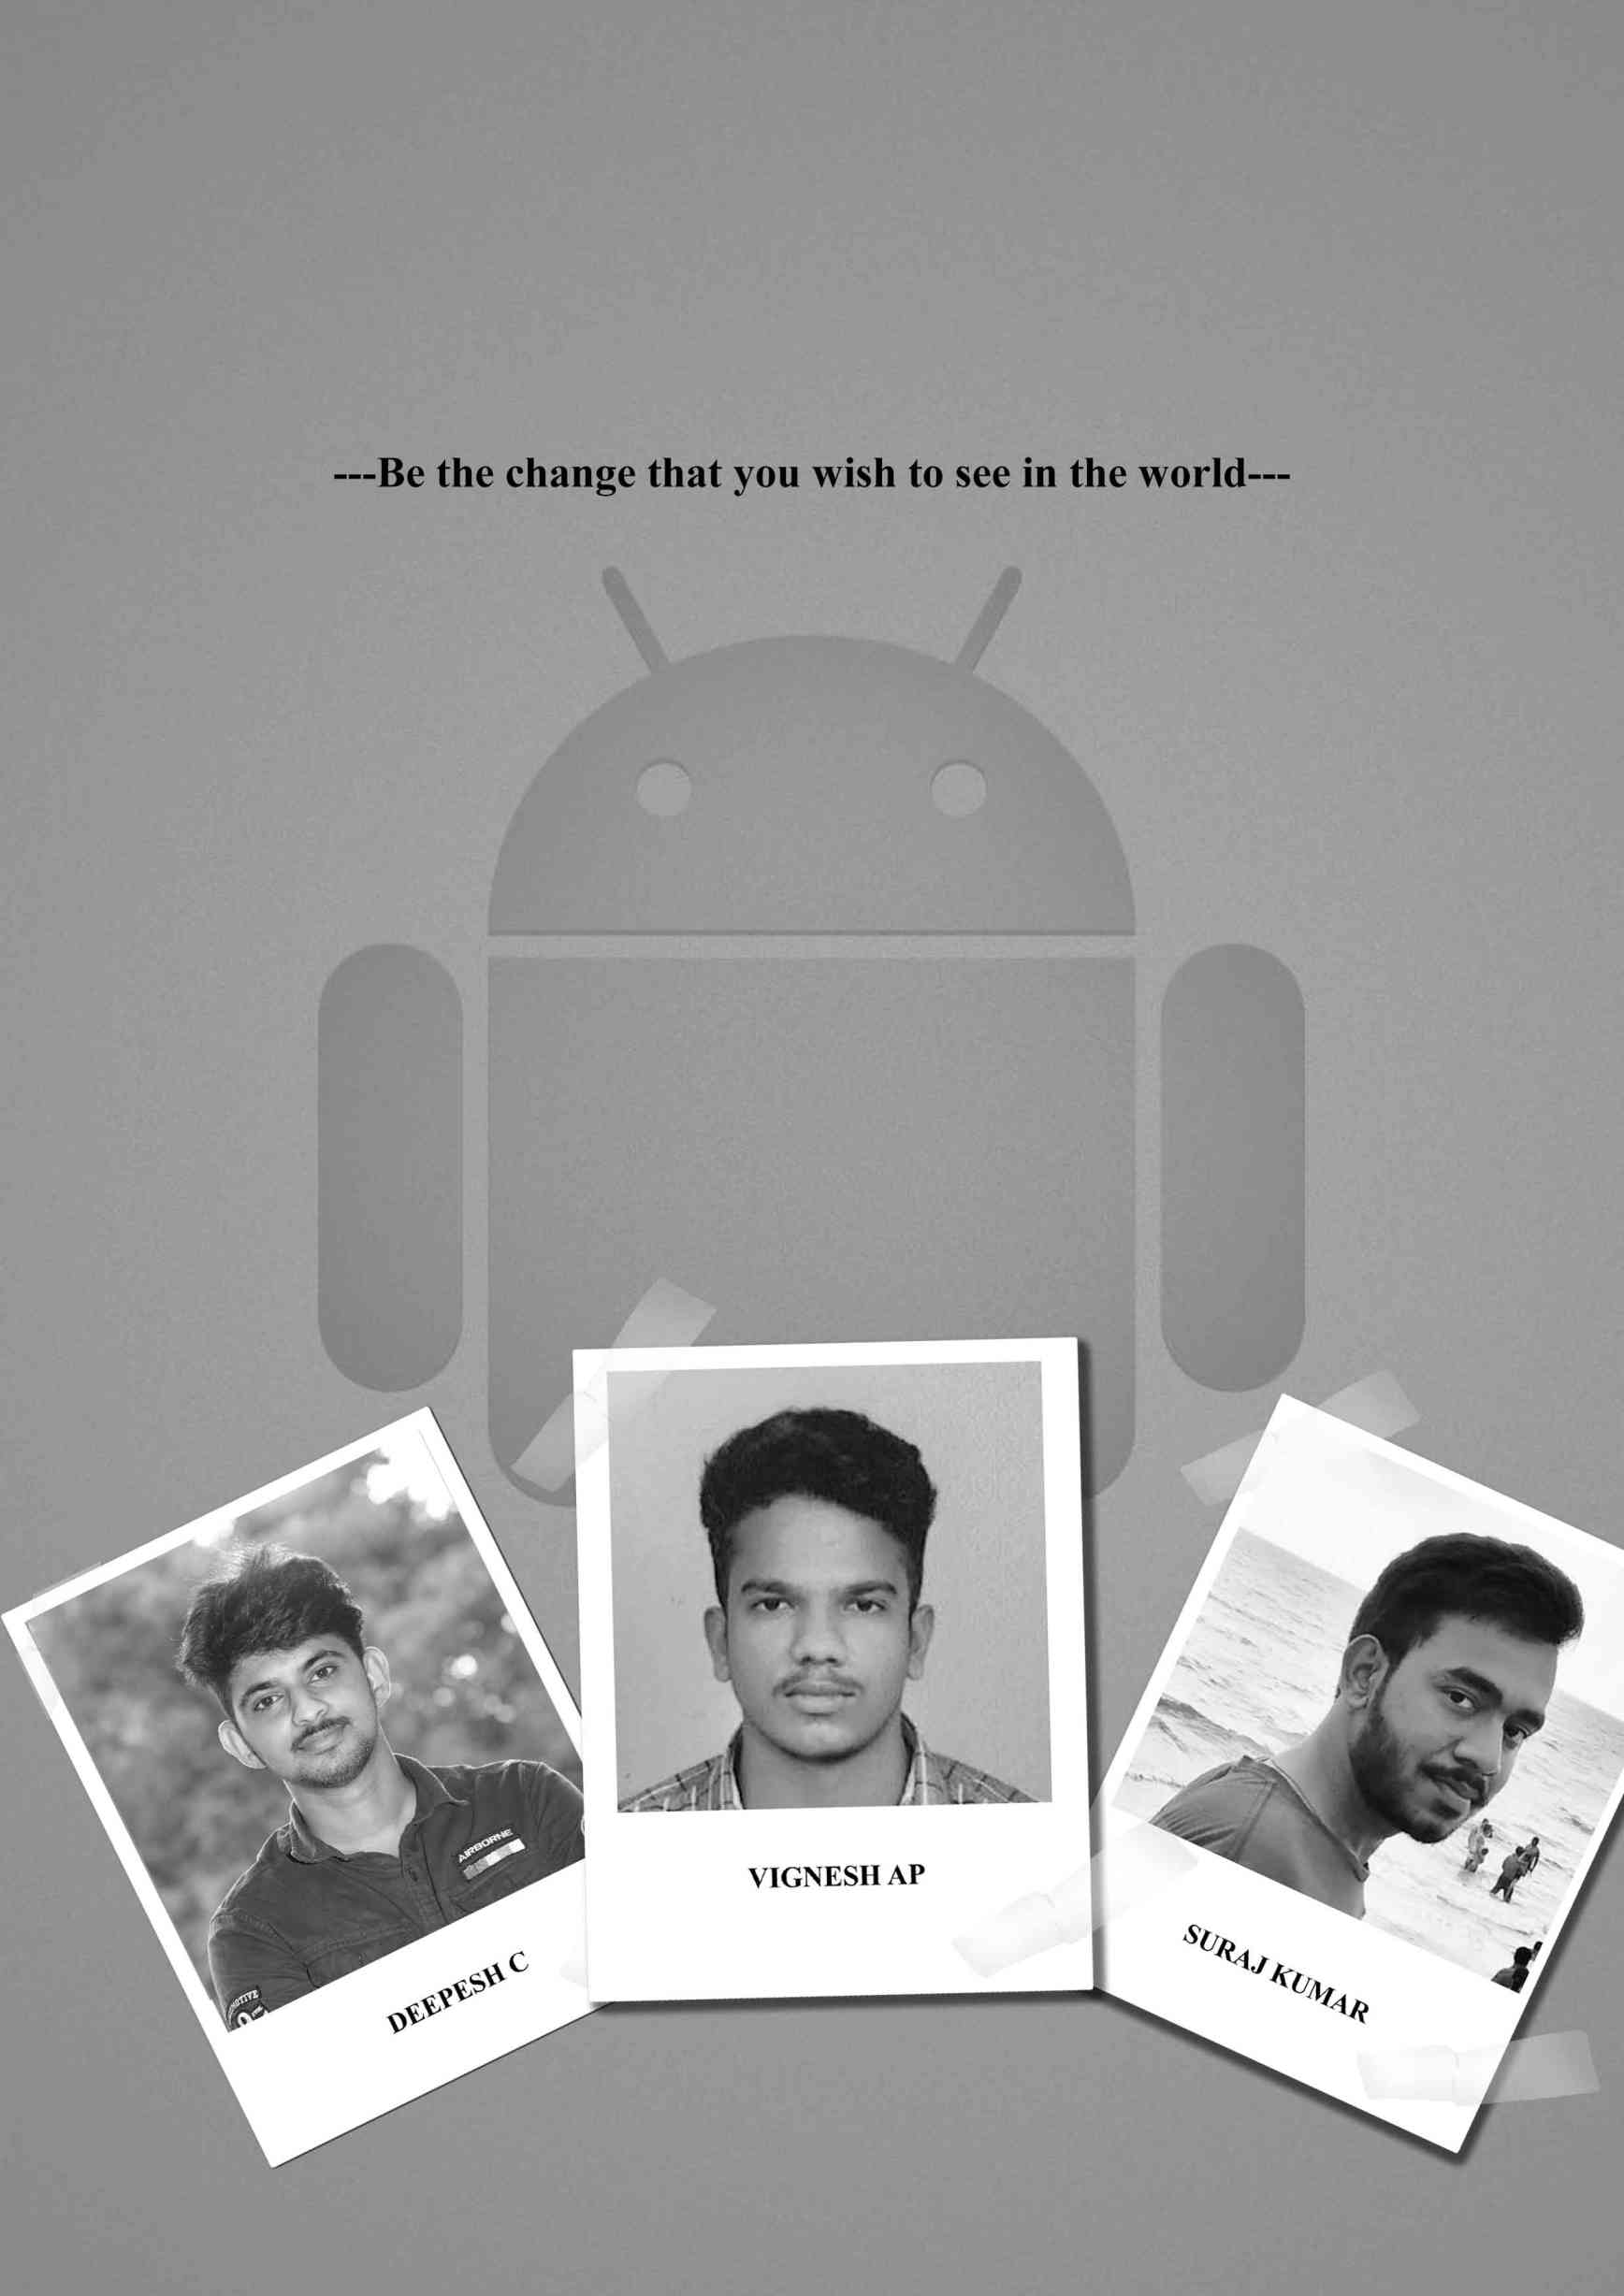 ---Be the change that you wish to see in the world---
AIRBORNE
DEEPESH C
VIGNESH AP
SURAJ KUMAR